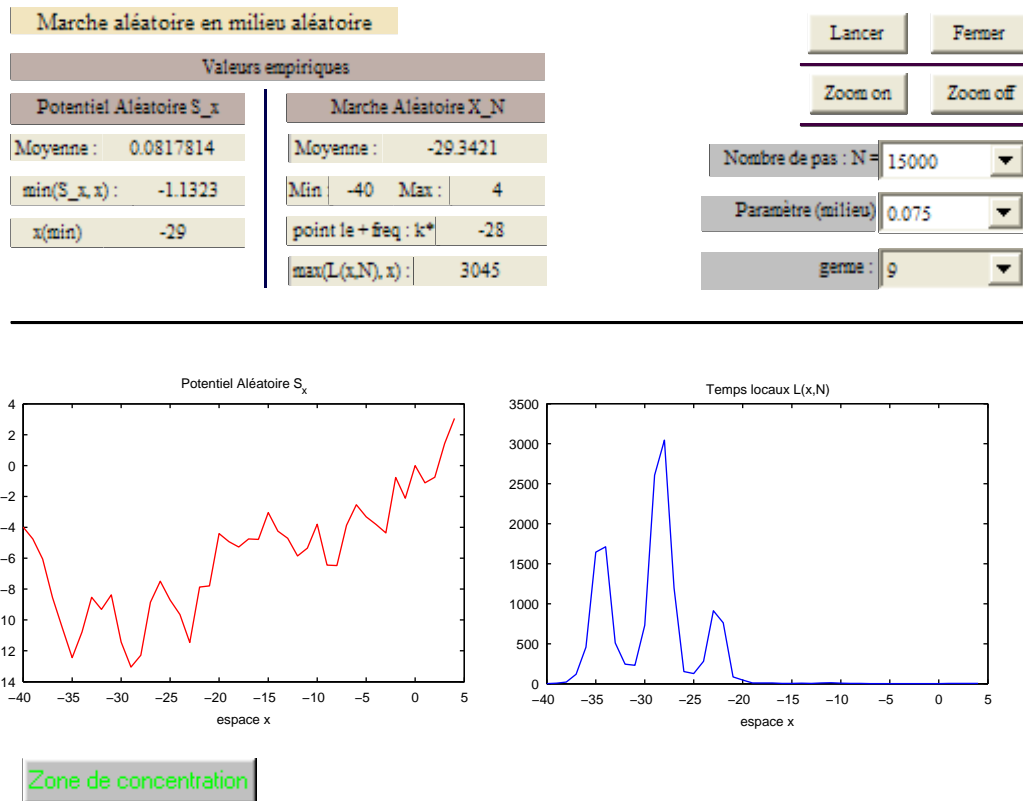 Marche aléatoire en milieu aléatoire
Valeurs empiriques
Potentiel Aléatoire S_x
Moyenne : 0.0817814
min(S_x, x) : -1.1323
x(min) -29
Marche Aléatoire X_N
Moyenne : -29.3421
Min : -40 Max : 4
point le + freq : k* -28
max(L(x,N), x) : 3045
Lancer Fermer
Zoom on Zoom off
Nombre de pas : N = 15000
Paramètre (milieu) 0.075
germe : 9
Potentiel Aléatoire S_x
4
2
0
−2
−4
−6
−8
10
12
14
−40 −35 −30 −25 −20 −15 −10 −5 0 5
espace x
Temps locaux L(x,N)
3500
3000
2500
2000
1500
1000
500
0
−40 −35 −30 −25 −20 −15 −10 −5 0 5
espace x
Zone de concentration